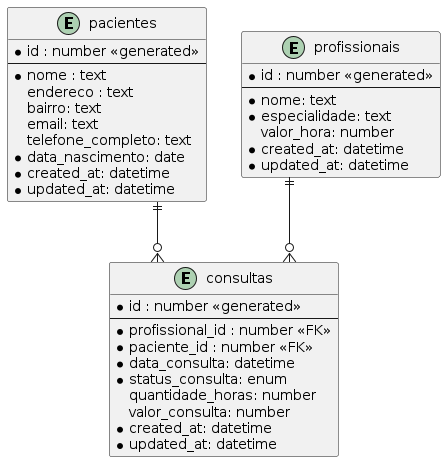 E pacientes
* id : number «generated»
* nome : text
endereco : text
bairro: text
email: text
telefone_completo: text
* data_nascimento: date
* created_at: datetime
* updated_at: datetime
E profissionais
* id : number «generated»
* nome: text
* especialidade: text
valor_hora: number
* created_at: datetime
* updated_at: datetime
E consultas
* id : number «generated»
* profissional_id : number «FK»
* paciente_id : number «FK»
* data_consulta: datetime
* status_consulta: enum
quantidade_horas: number
valor_consulta: number
* created_at: datetime
* updated_at: datetime